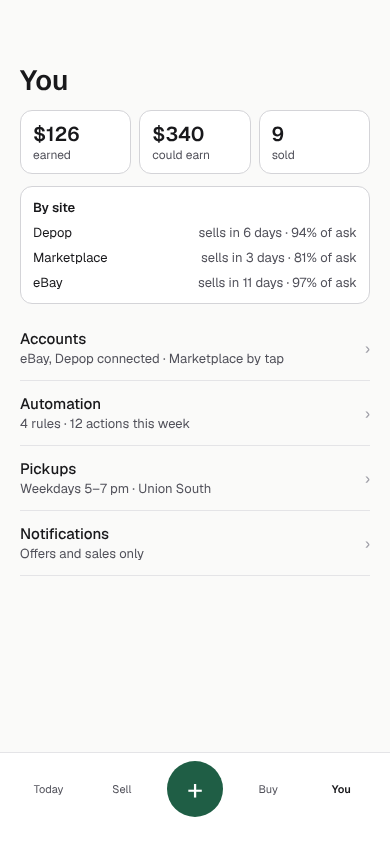 You
$126
earned
$340
could earn
9
sold
By site
Depop sells in 6 days · 94% of ask
Marketplace sells in 3 days · 81% of ask
eBay sells in 11 days · 97% of ask
Accounts
eBay, Depop connected · Marketplace by tap
›
Automation
4 rules · 12 actions this week
›
Pickups
Weekdays 5–7 pm · Union South
›
Notifications
Offers and sales only
›
Today Sell + Buy You